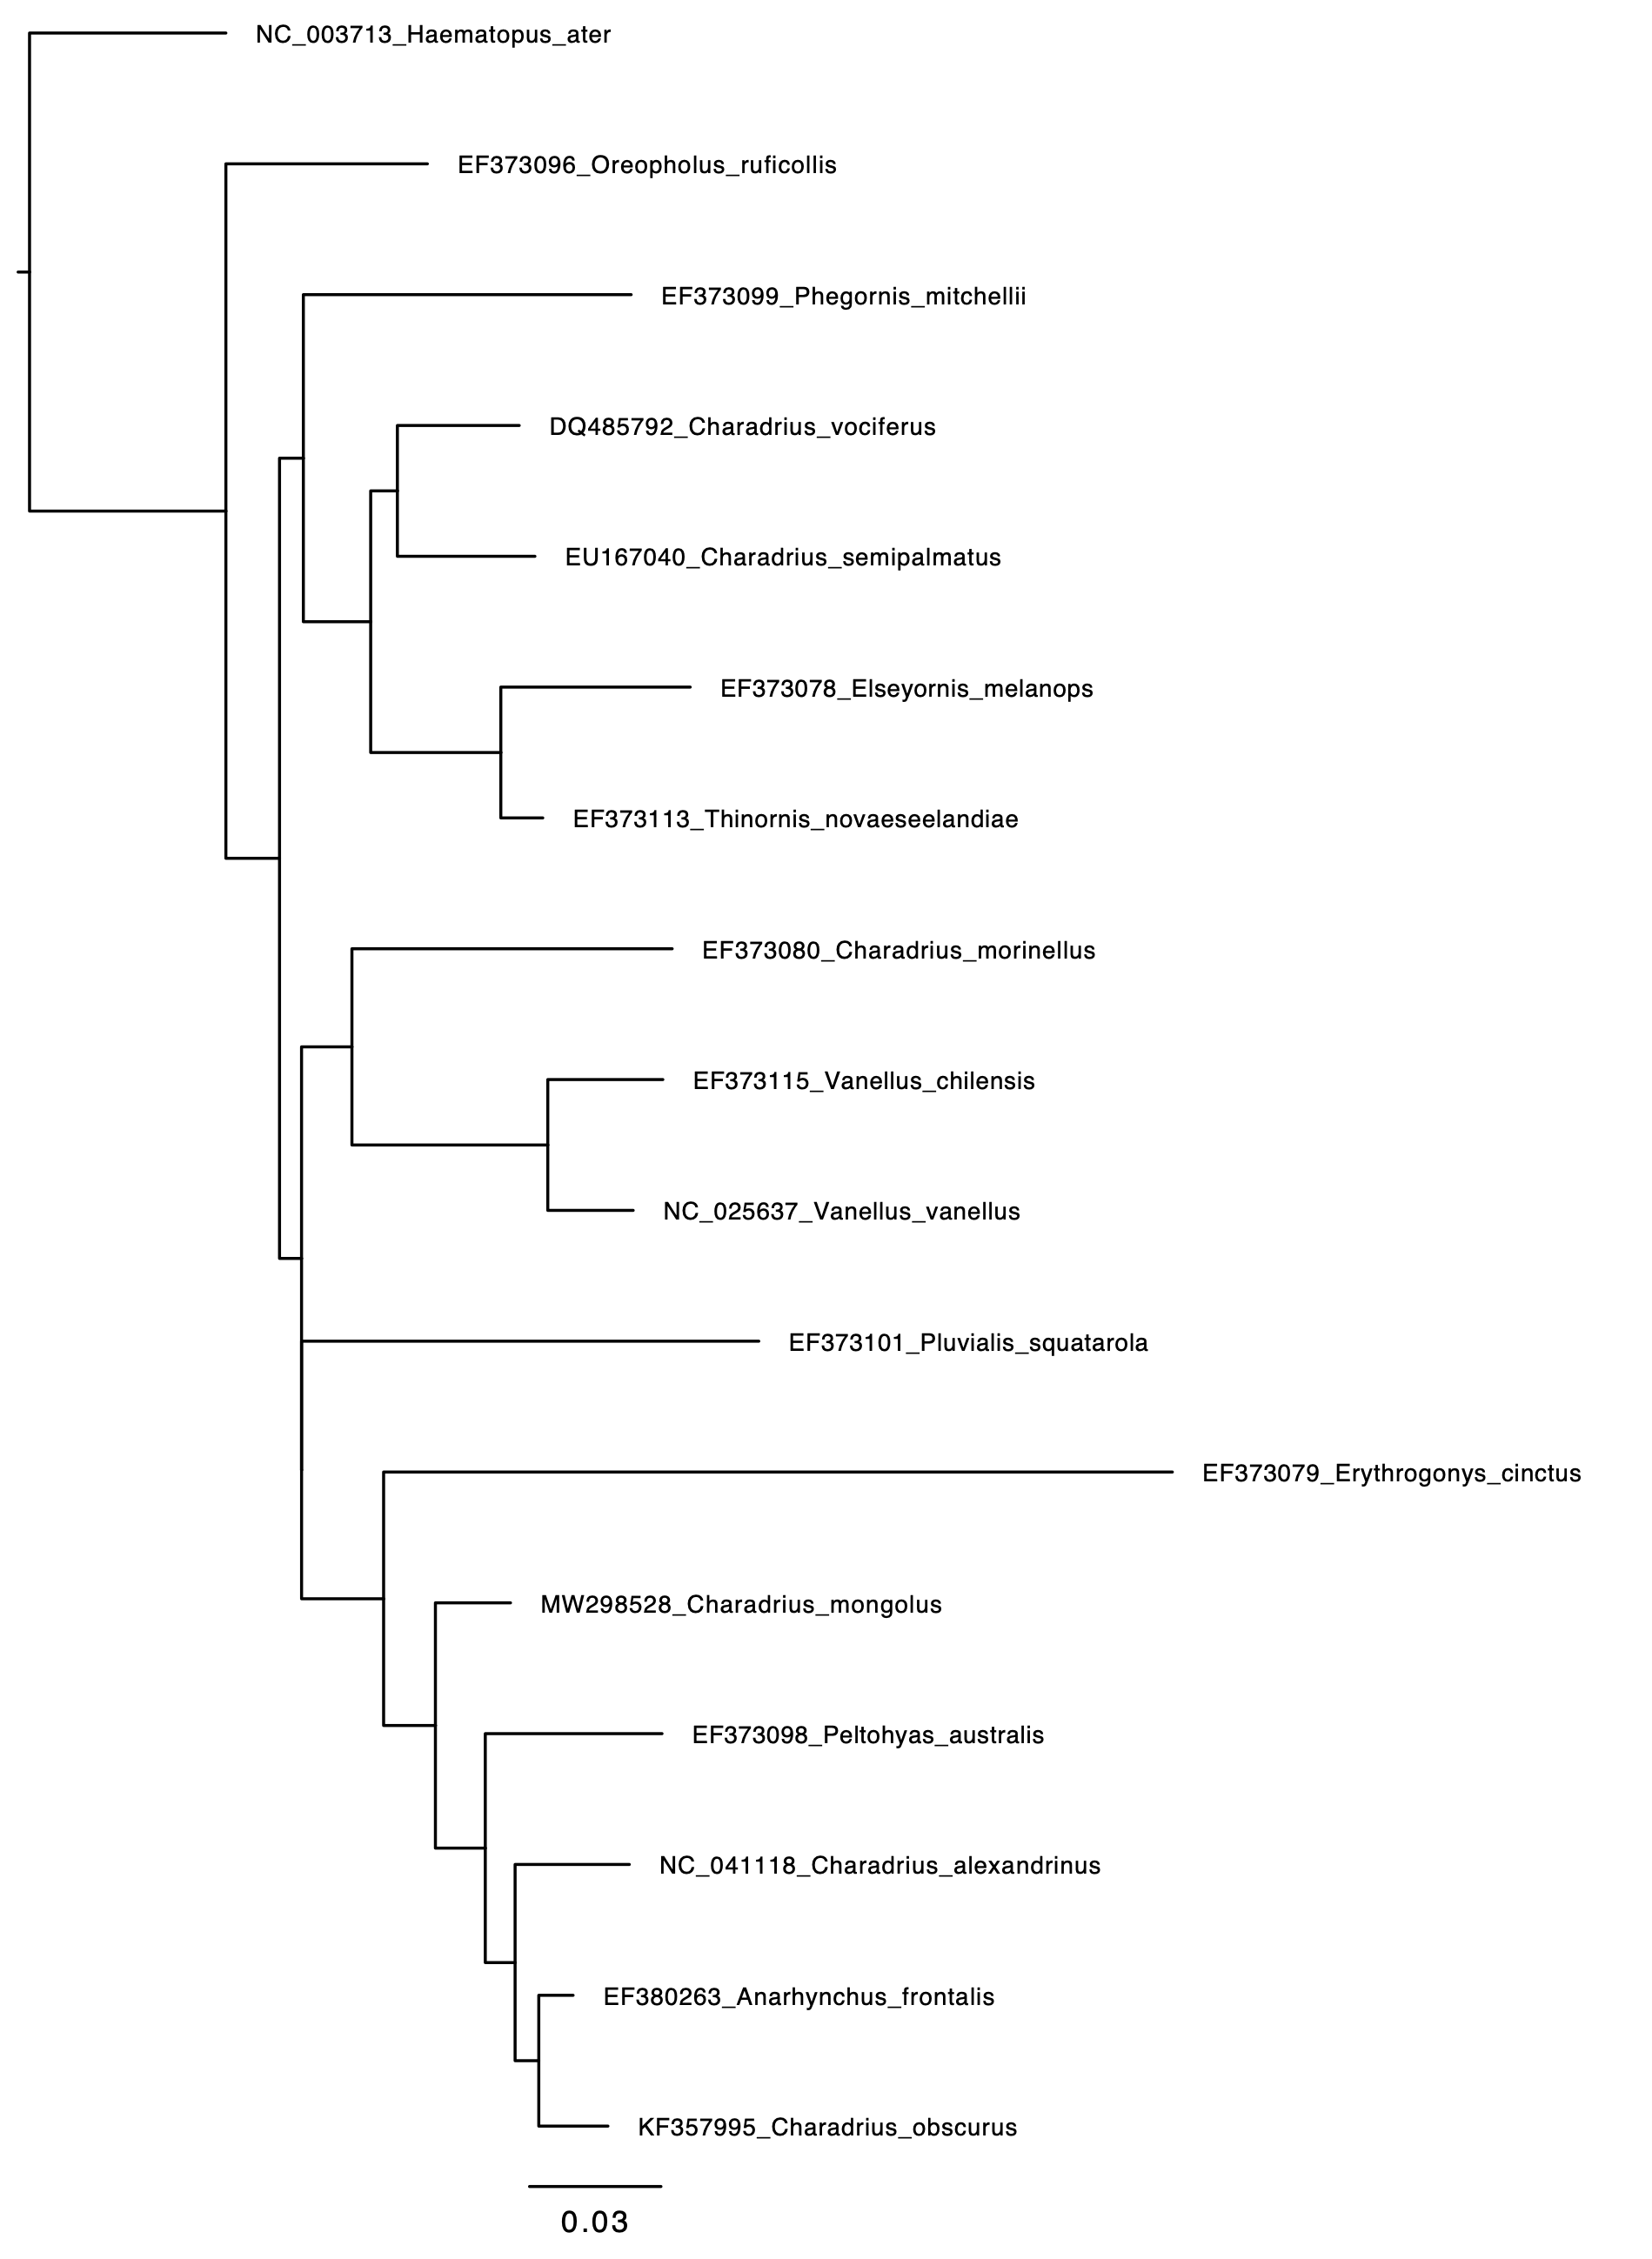 NC_003713_Haematopus_ater
EF373096_Oreopholus_ruficollis
EF373099_Phegornis_mitchellii
DQ485792_Charadrius_vociferus
EU167040_Charadrius_semipalmatus
EF373078_Elseyornis_melanops
EF373113_Thinornis_novaeseelandiae
EF373080_Charadrius_morinellus
EF373115_Vanellus_chilensis
NC_025637_Vanellus_vanellus
EF373101_Pluvialis_squatarola
EF373079_Erythrogonys_cinctus
MW298528_Charadrius_mongolus
EF373098_Peltohyas_australis
NC_041118_Charadrius_alexandrinus
EF380263_Anarhynchus_frontalis
KF357995_Charadrius_obscurus
0.03